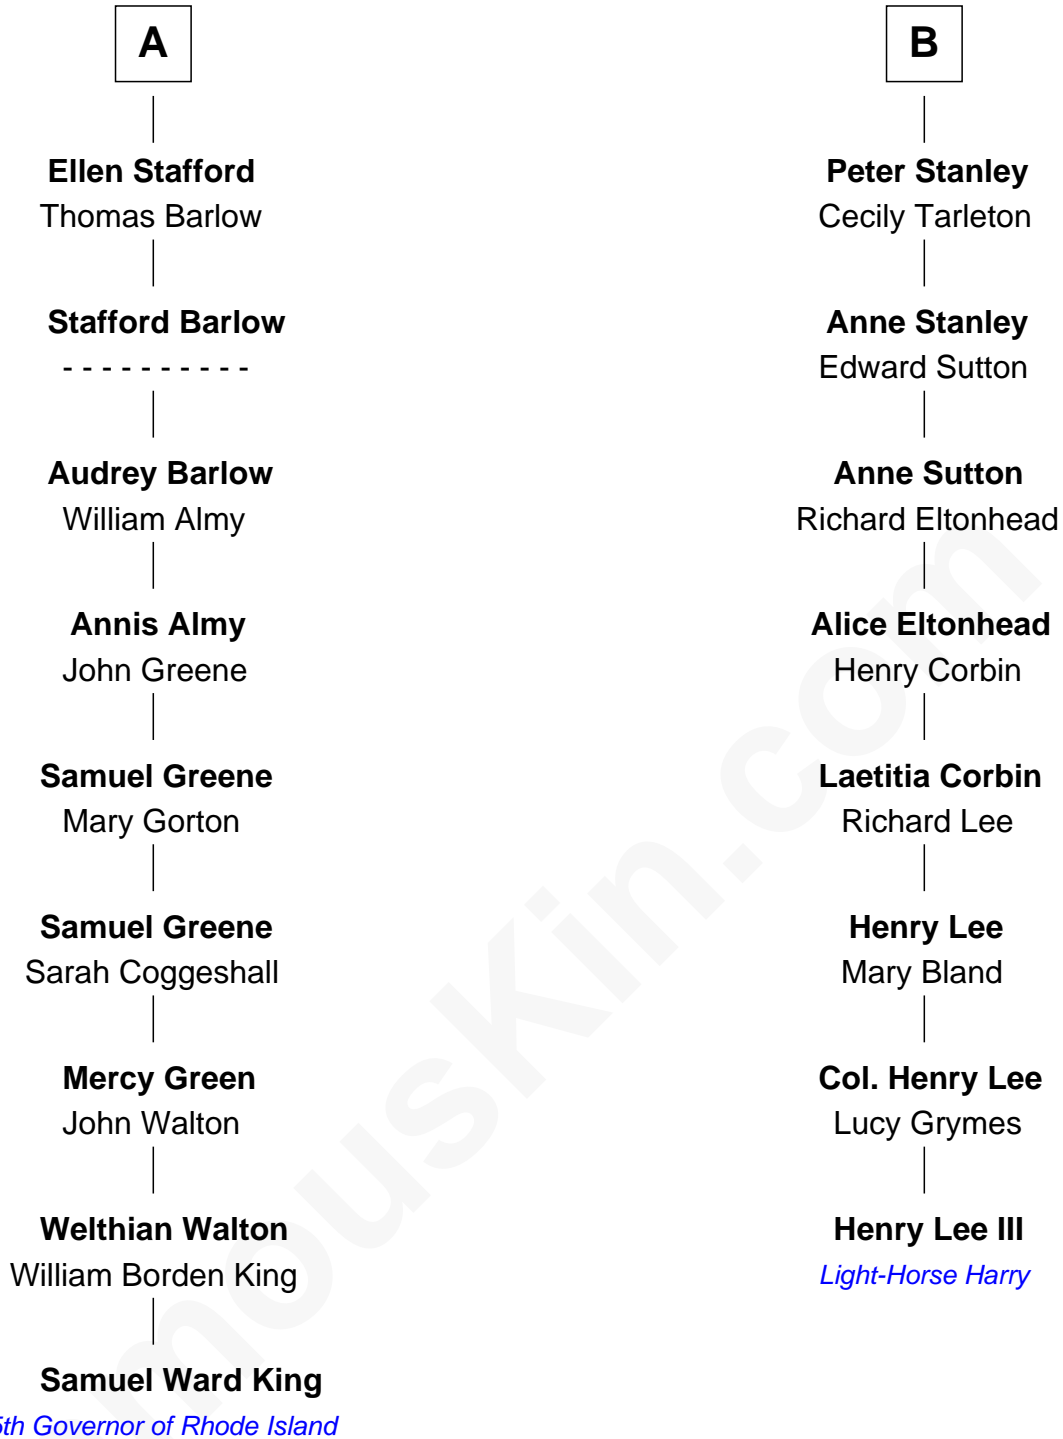 A
Ellen Stafford
Thomas Barlow
Stafford Barlow
- - - - - - - - - -
Audrey Barlow
William Almy
Annis Almy
John Greene
Samuel Greene
Mary Gorton
Samuel Greene
Sarah Coggeshall
Mercy Green
John Walton
Welthian Walton
William Borden King
Samuel Ward King
5th Governor of Rhode Island
B
Peter Stanley
Cecily Tarleton
Anne Stanley
Edward Sutton
Anne Sutton
Richard Eltonhead
Alice Eltonhead
Henry Corbin
Laetitia Corbin
Richard Lee
Henry Lee
Mary Bland
Col. Henry Lee
Lucy Grymes
Henry Lee III
Light-Horse Harry
mousKin.com